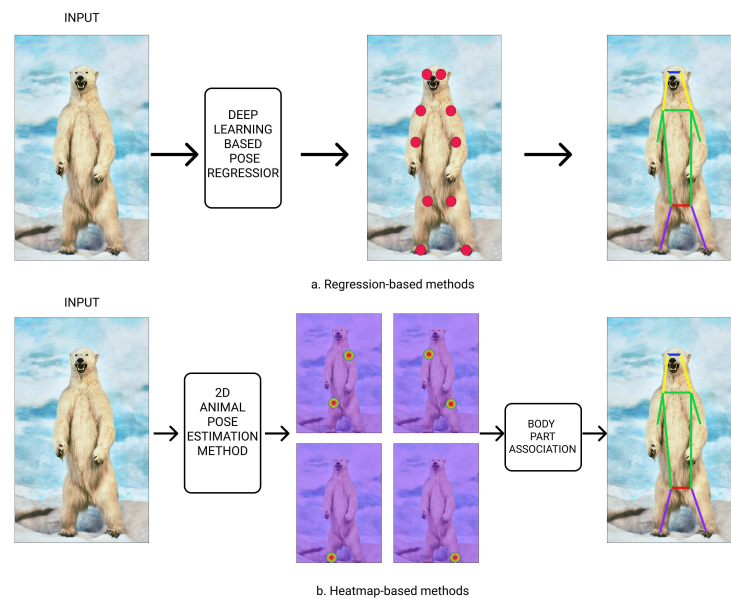 INPUT
DEEP
LEARNING
BASED
POSE
REGRESSIOR
a. Regression-based methods
INPUT
2D
ANIMAL
POSE
ESTIMATION
METHOD
BODY
PART
ASSOCIATION
b. Heatmap-based methods